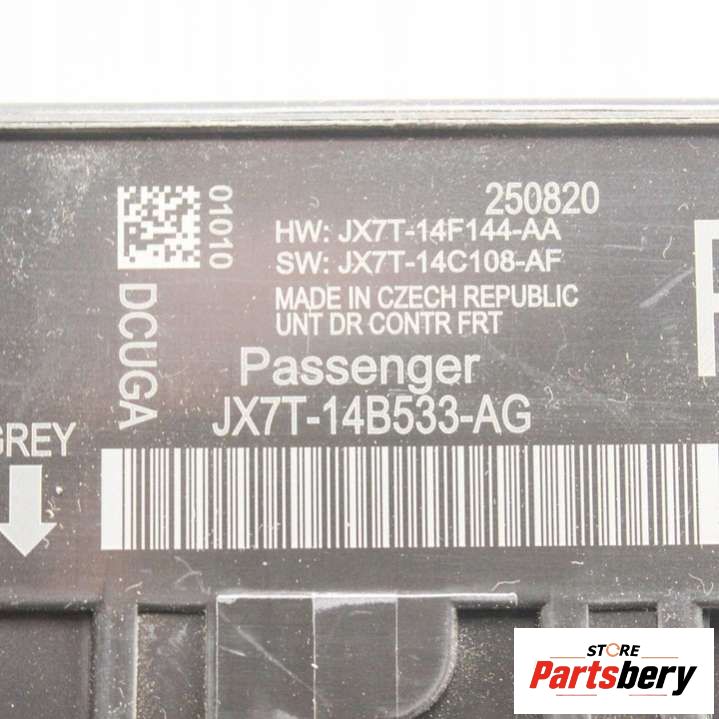 250820
01010
HW: JX7T-14F144-AA
SW: JX7T-14C108-AF
MADE IN CZECH REPUBLIC
UNT DR CONTR FRT
DCUGA
Passenger
JX7T-14B533-AG
GREY
STORE
Partsbery